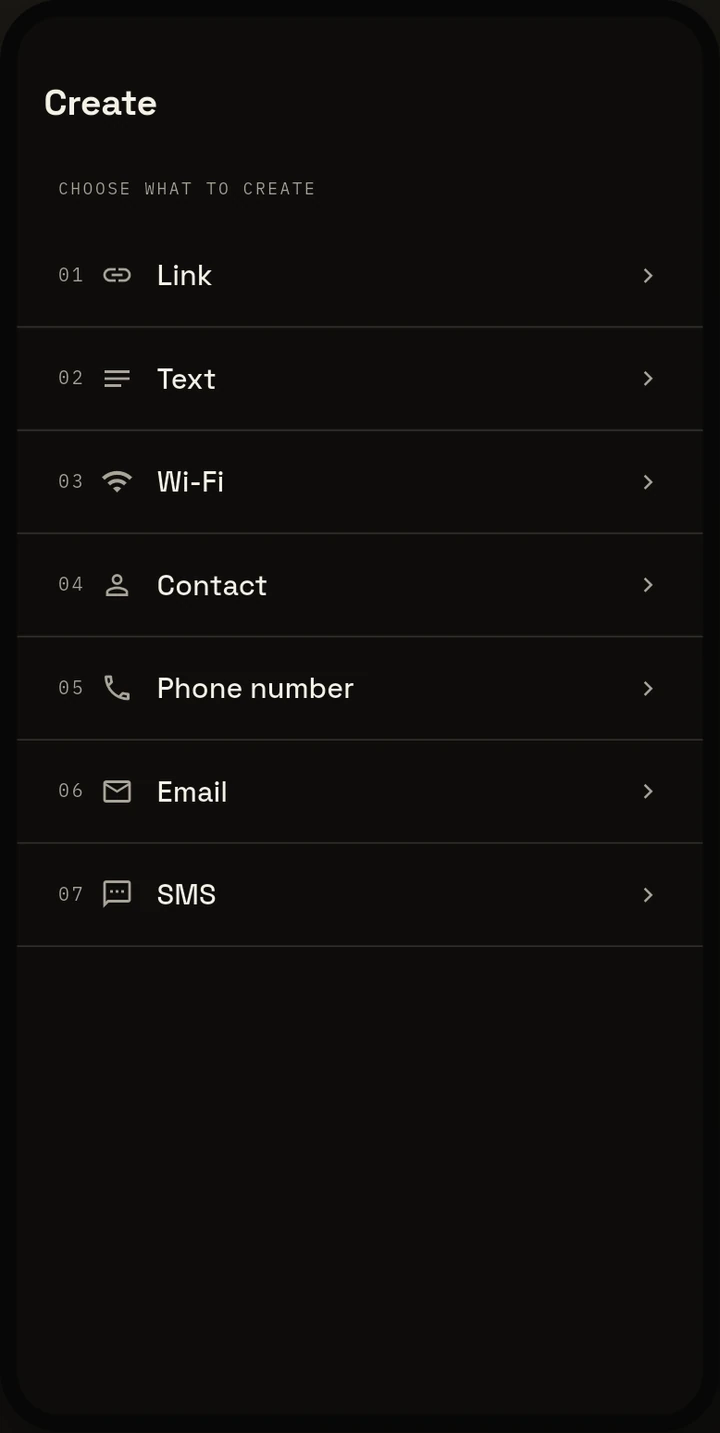 Create
CHOOSE WHAT TO CREATE
01 Link
02 Text
03 Wi-Fi
04 Contact
05 Phone number
06 Email
07 SMS